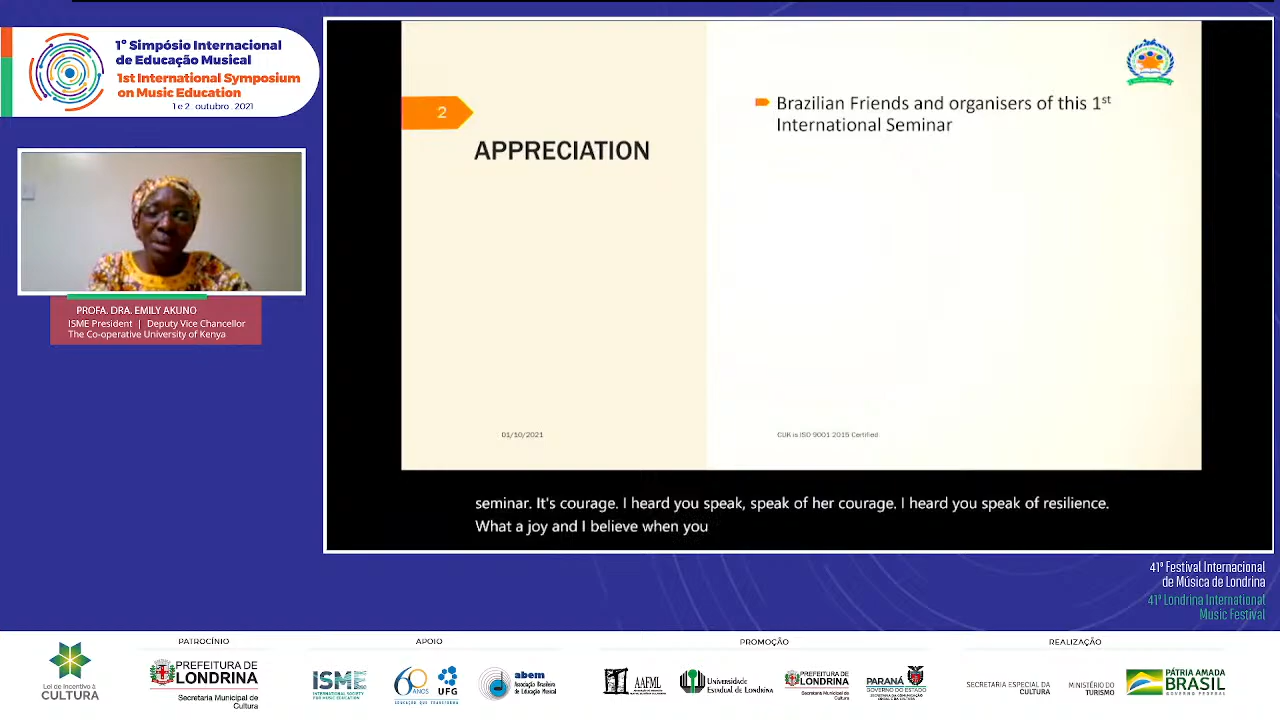 1º Simpósio Internacional
de Educação Musical
1st International Symposium
on Music Education
1 e 2 . outubro . 2021
PROFA. DRA. EMILY AKUNO
ISME President | Deputy Vice Chancellor
The Co-operative University of Kenya
2
APPRECIATION
Brazilian Friends and organisers of this 1st
International Seminar
01/10/2021
CUK is ISO 9001 2015 Certified
seminar. It's courage. I heard you speak, speak of her courage. I heard you speak of resilience.
What a joy and I believe when you
41º Festival Internacional
de Música de Londrina
41º Londrina International
Music Festival
Lei de Incentivo à
CULTURA
PATROCÍNIO
PREFEITURA DE
LONDRINA
Secretaria Municipal de
Cultura
APOIO
ISME
INTERNATIONAL SOCIETY
FOR MUSIC EDUCATION
60 ANOS
UFG
EDUCAÇÃO QUE TRANSFORMA
abem
Associação Brasileira
de Educação Musical
PROMOÇÃO
AAFML
Universidade
Estadual de Londrina
PREFEITURA DE
LONDRINA
Secretaria Municipal de
Cultura
PARANÁ
GOVERNO DO ESTADO
REALIZAÇÃO
SECRETARIA ESPECIAL DA
CULTURA
MINISTÉRIO DO
TURISMO
PÁTRIA AMADA
BRASIL
GOVERNO FEDERAL